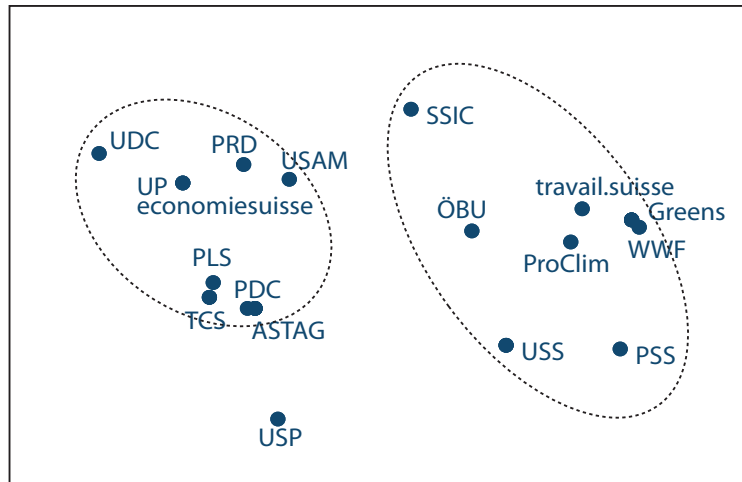 UDC
PRD
USAM
UP
economiesuisse
PLS
PDC
TCS
ASTAG
USP
SSIC
travail.suisse
ÖBU
Greens
WWF
ProClim
USS
PSS